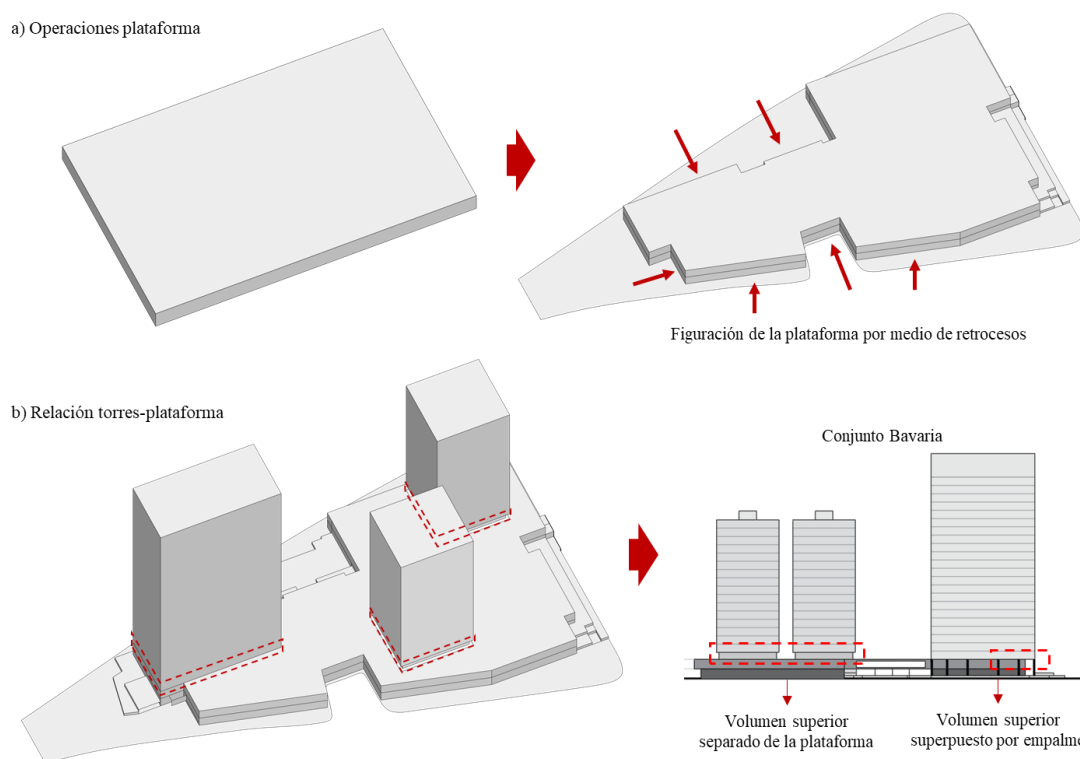 a) Operaciones plataforma
Figuración de la plataforma por medio de retrocesos
b) Relación torres-plataforma
Conjunto Bavaria
Volumen superior
separado de la plataforma
Volumen superior
superpuesto por empalme